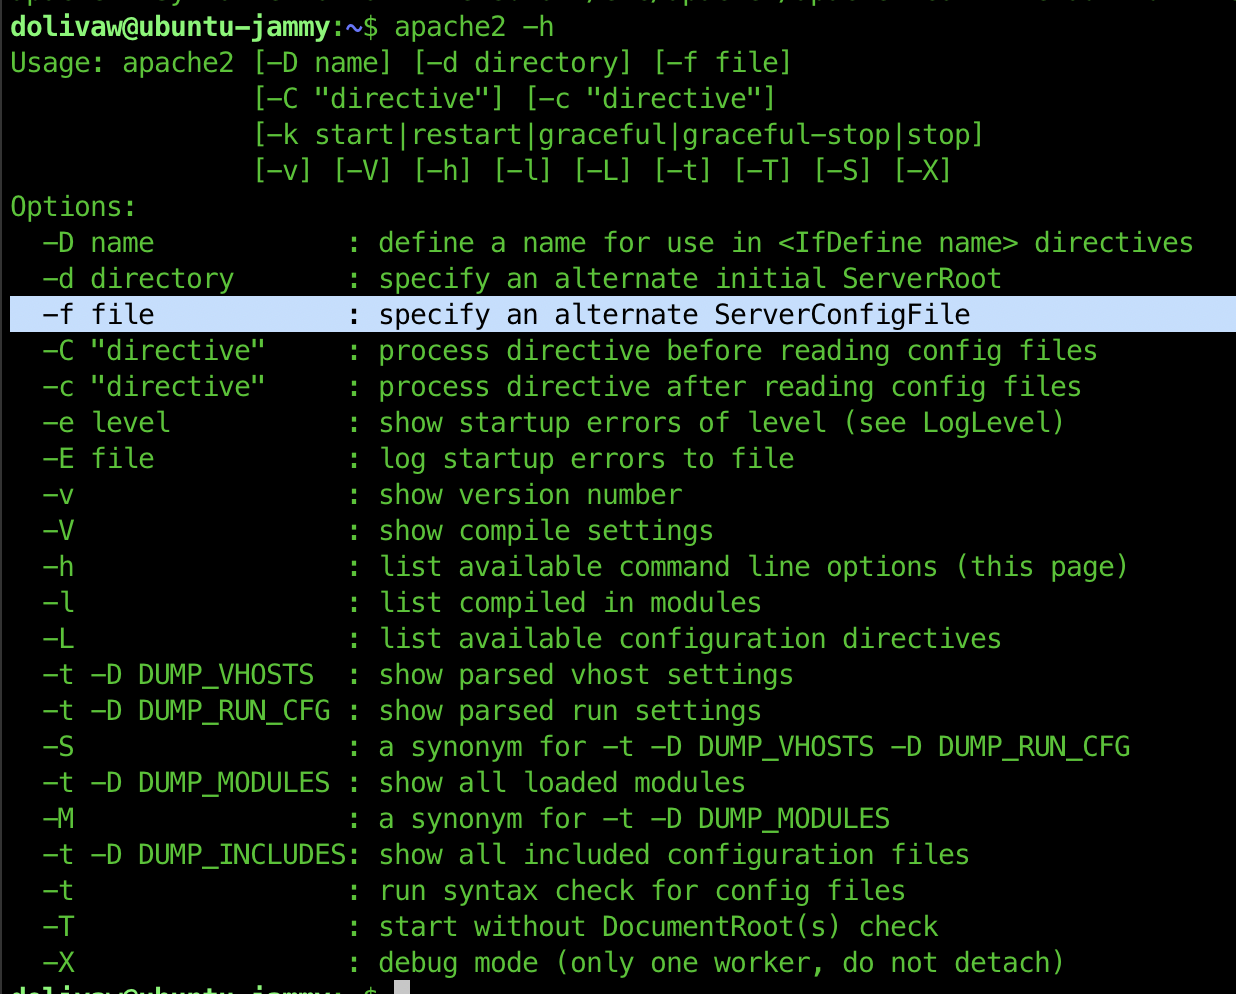 dolivaw@ubuntu-jammy:~$ apache2 -h
Usage: apache2 [-D name] [-d directory] [-f file]
               [-C "directive"] [-c "directive"]
               [-k start|restart|graceful|graceful-stop|stop]
               [-v] [-V] [-h] [-l] [-L] [-t] [-T] [-S] [-X]
Options:
  -D name            : define a name for use in <IfDefine name> directives
  -d directory       : specify an alternate initial ServerRoot
  -f file            : specify an alternate ServerConfigFile
  -C "directive"     : process directive before reading config files
  -c "directive"     : process directive after reading config files
  -e level           : show startup errors of level (see LogLevel)
  -E file            : log startup errors to file
  -v                 : show version number
  -V                 : show compile settings
  -h                 : list available command line options (this page)
  -l                 : list compiled in modules
  -L                 : list available configuration directives
  -t -D DUMP_VHOSTS  : show parsed vhost settings
  -t -D DUMP_RUN_CFG : show parsed run settings
  -S                 : a synonym for -t -D DUMP_VHOSTS -D DUMP_RUN_CFG
  -t -D DUMP_MODULES : show all loaded modules
  -M                 : a synonym for -t -D DUMP_MODULES
  -t -D DUMP_INCLUDES: show all included configuration files
  -t                 : run syntax check for config files
  -T                 : start without DocumentRoot(s) check
  -X                 : debug mode (only one worker, do not detach)
dolivaw@ubuntu-jammy:~$